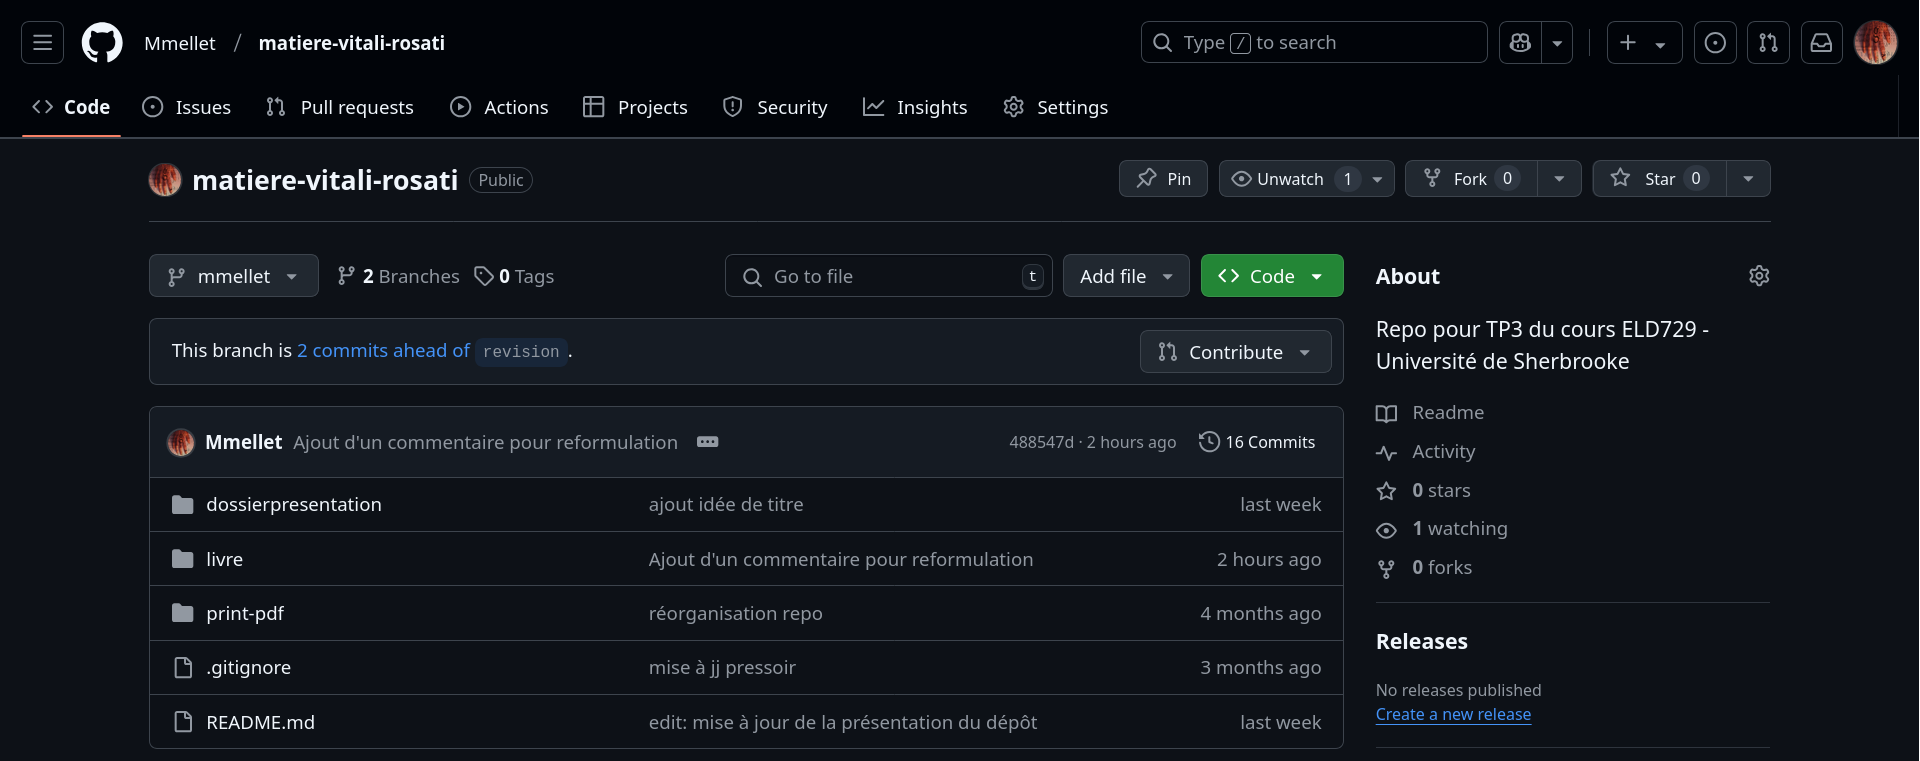 Mmellet / matiere-vitali-rosati
Type / to search
Code Issues Pull requests Actions Projects Security Insights Settings
matiere-vitali-rosati Public
Pin Unwatch 1 Fork 0 Star 0
mmellet 2 Branches 0 Tags Go to file t Add file Code
This branch is 2 commits ahead of revision.
Contribute
Mmellet Ajout d'un commentaire pour reformulation 488547d · 2 hours ago 16 Commits
dossierpresentation ajout idée de titre last week
livre Ajout d'un commentaire pour reformulation 2 hours ago
print-pdf réorganisation repo 4 months ago
.gitignore mise à jj pressoir 3 months ago
README.md edit: mise à jour de la présentation du dépôt last week
About
Repo pour TP3 du cours ELD729 -
Université de Sherbrooke
Readme
Activity
0 stars
1 watching
0 forks
Releases
No releases published
Create a new release